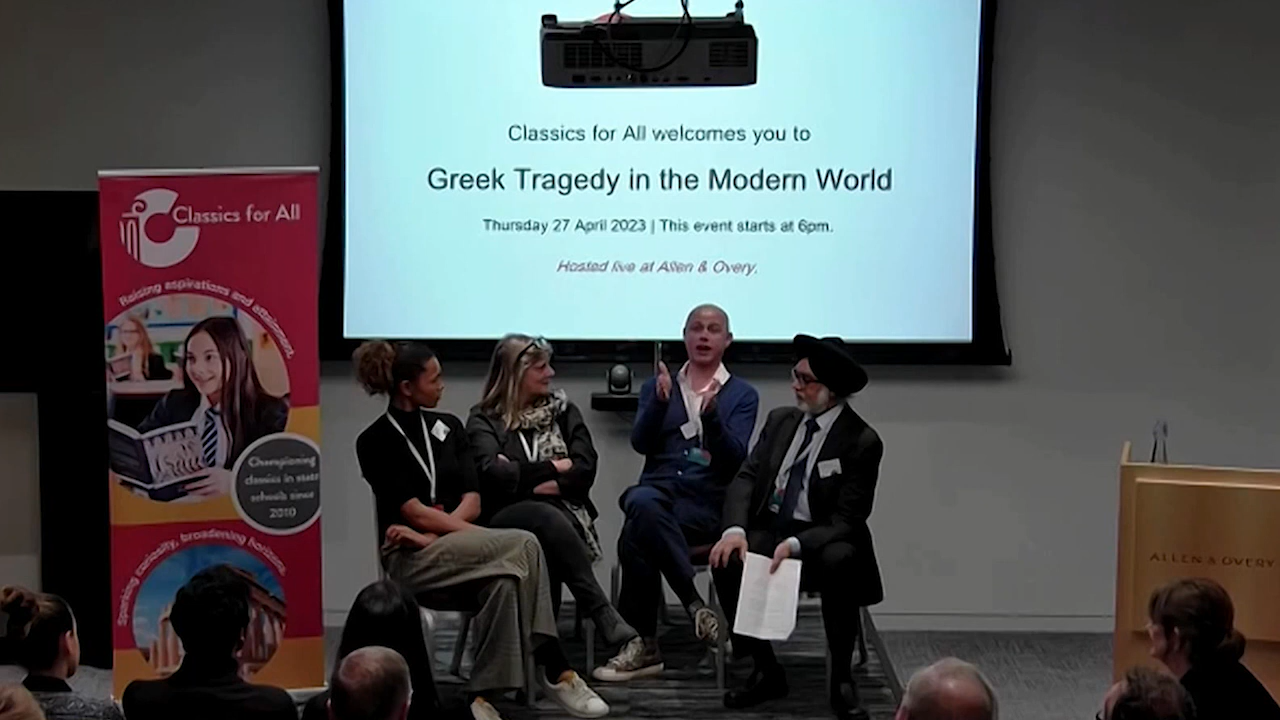 Classics for All welcomes you to
Greek Tragedy in the Modern World
Thursday 27 April 2023 | This event starts at 6pm.
Hosted live at Allen & Overy.
Classics for All
Raising aspirations and attainment,
Championing
classics in state
schools since
2010
Sparking curiosity, broadening horizons.
ALLEN & OVERY